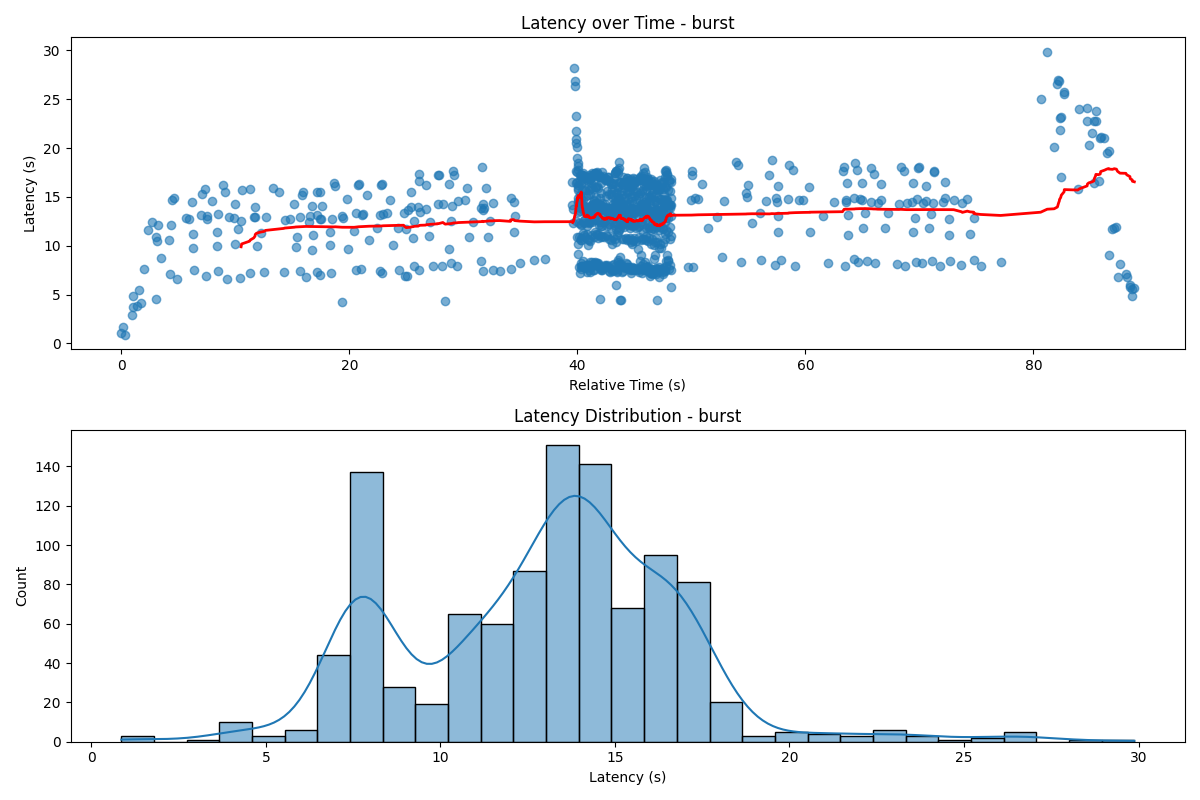 Latency over Time - burst
30
25
20
15
10
5
0
Latency (s)
0 20 40 60 80
Relative Time (s)
Latency Distribution - burst
140
120
100
80
60
40
20
0
Count
0 5 10 15 20 25 30
Latency (s)